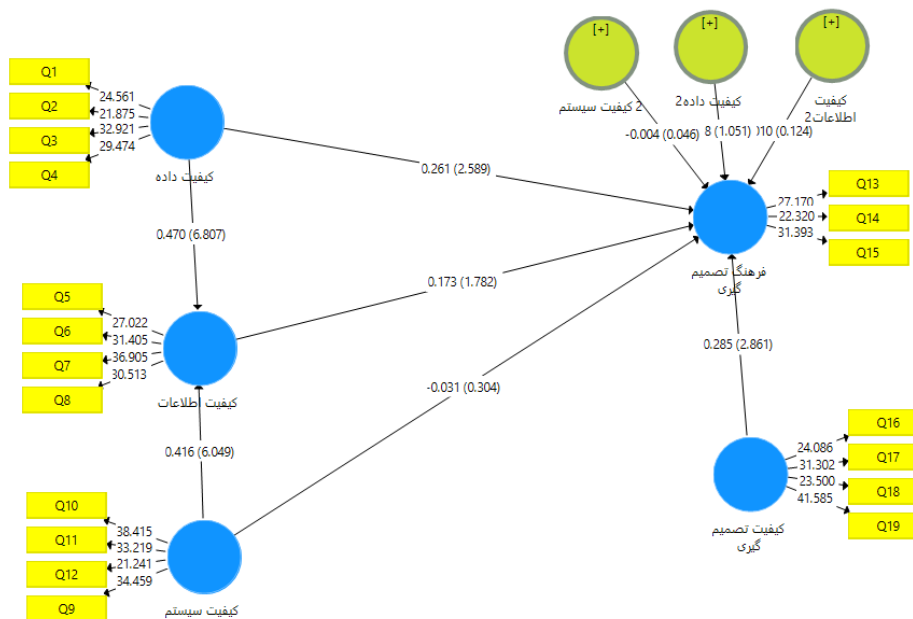 [+]
[+]
[+]
2 کیفیت سیستم
کیفیت داده2
کیفیت
اطلاعات2
-0.004 (0.046)
8 (1.051)
10 (0.124)
Q1
Q2
Q3
Q4
24.561
21.875
32.921
29.474
کیفیت داده
0.261 (2.589)
Q13
Q14
Q15
27.170
22.320
31.393
فرهنگ تصمیم
گیری
0.470 (6.807)
0.173 (1.782)
Q5
Q6
Q7
Q8
27.022
31.405
36.905
30.513
کیفیت اطلاعات
0.285 (2.861)
-0.031 (0.304)
0.416 (6.049)
Q16
Q17
Q18
Q19
24.086
31.302
23.500
41.585
کیفیت تصمیم
گیری
Q10
Q11
Q12
Q9
38.415
33.219
21.241
34.459
کیفیت سیستم